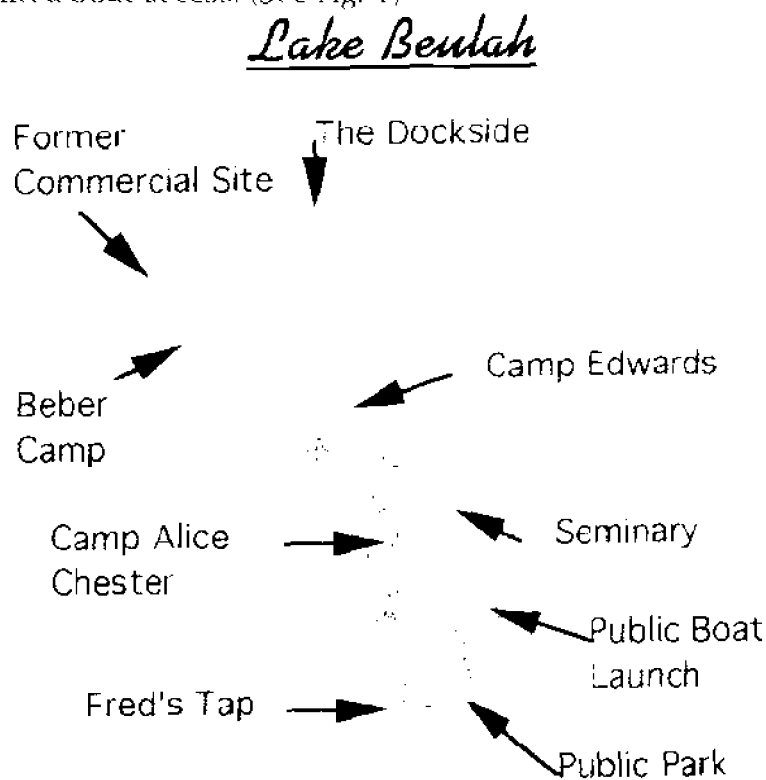 Lake Beulah
Former
Commercial Site
The Dockside
Camp Edwards
Beber
Camp
Camp Alice
Chester
Seminary
Public Boat
Launch
Fred's Tap
Public Park